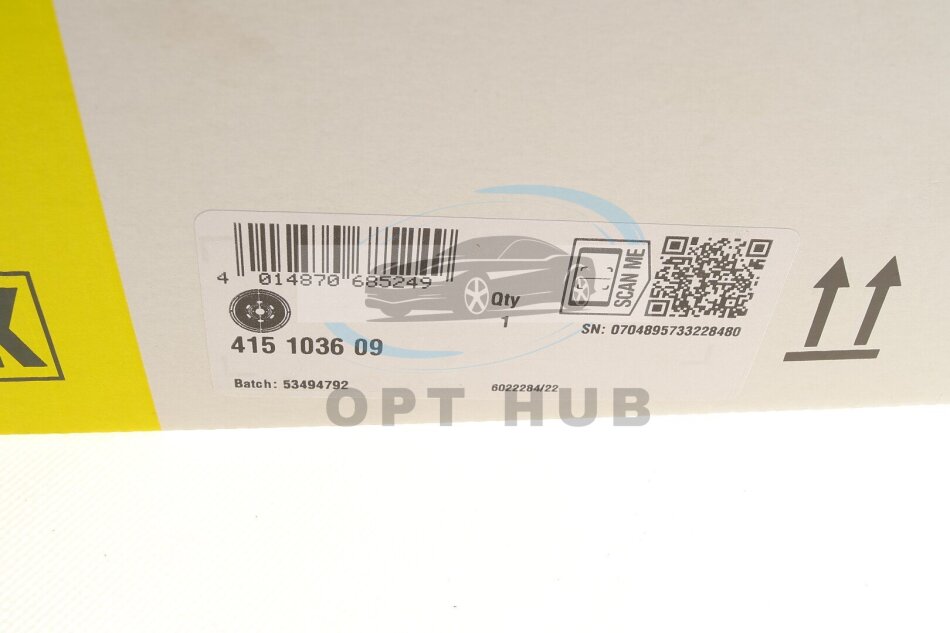 K
4 014870 685249
Qty
1
SCAN ME
SN: 0704895733228480
415 1036 09
Batch: 53494792
6022284/22
OPT HUB